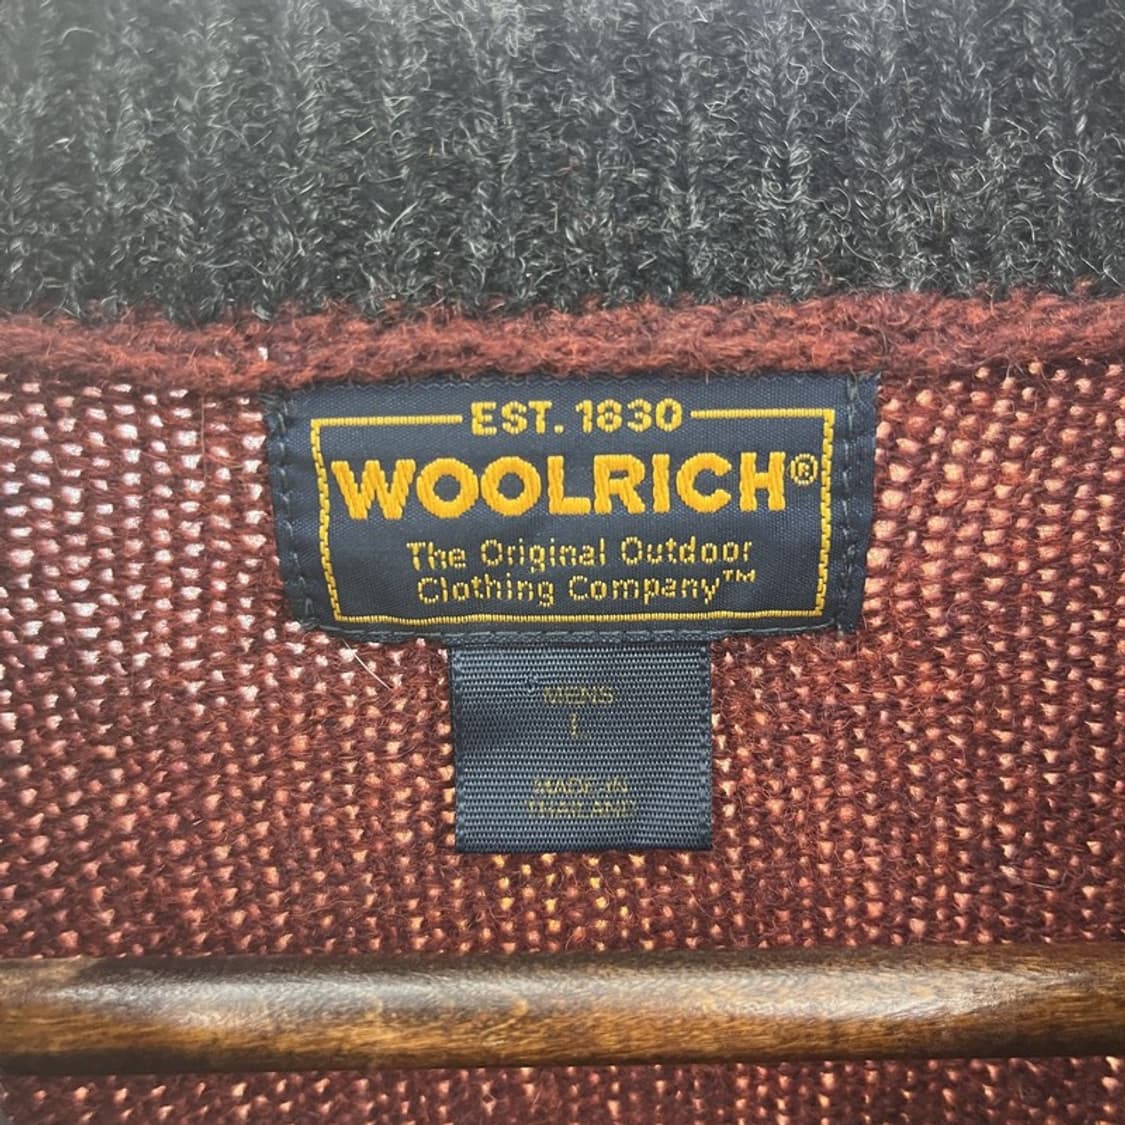 EST. 1830
WOOLRICH®
The Original Outdoor
Clothing Company™
MENS
L
MADE IN
THAILAND